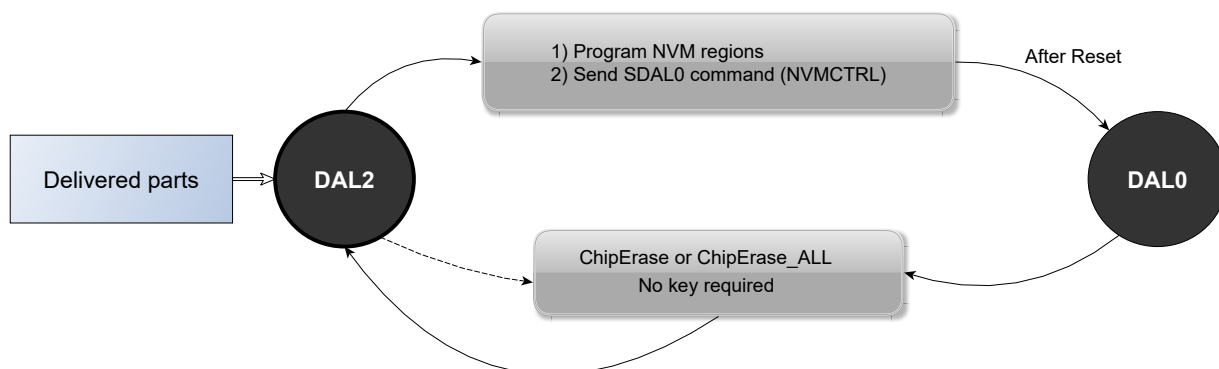 1) Program NVM regions
2) Send SDAL0 command (NVMCTRL)
After Reset
Delivered parts
DAL2
DAL0
ChipErase or ChipErase_ALL
No key required